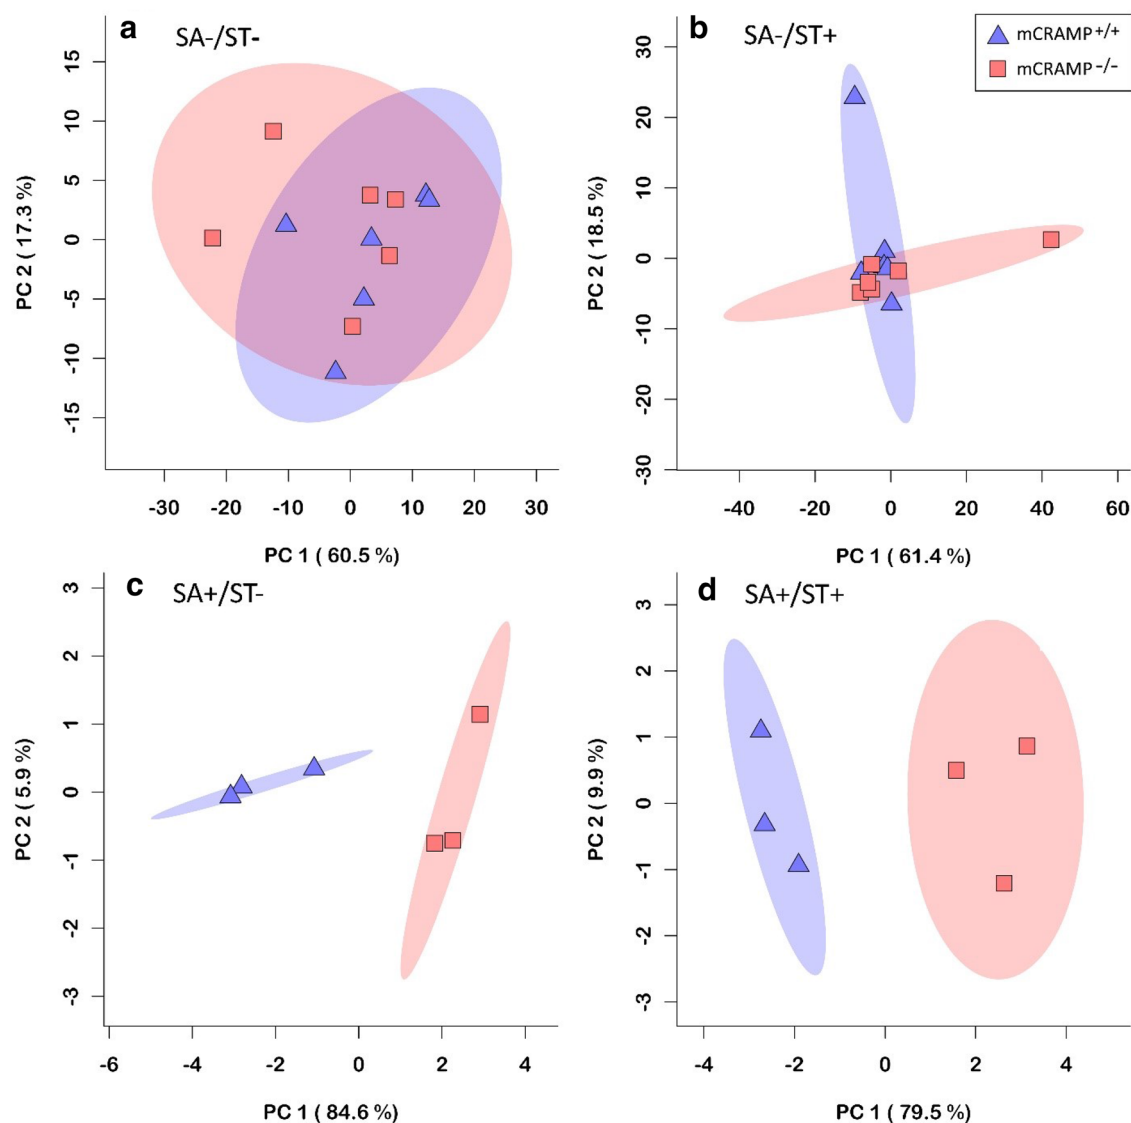 a SA-/ST-
15
10
5
0
-5
-10
-15
PC 2 ( 17.3 %)
-30 -20 -10 0 10 20 30
PC 1 ( 60.5 %)
b SA-/ST+
mCRAMP+/+
mCRAMP-/-
30
20
10
0
-10
-20
-30
PC 2 ( 18.5 %)
-40 -20 0 20 40 60
PC 1 ( 61.4 %)
c SA+/ST-
3
2
1
0
-1
-2
-3
PC 2 ( 5.9 %)
-6 -4 -2 0 2 4
PC 1 ( 84.6 %)
d SA+/ST+
3
2
1
0
-1
-2
-3
PC 2 ( 9.9 %)
-4 -2 0 2 4
PC 1 ( 79.5 %)